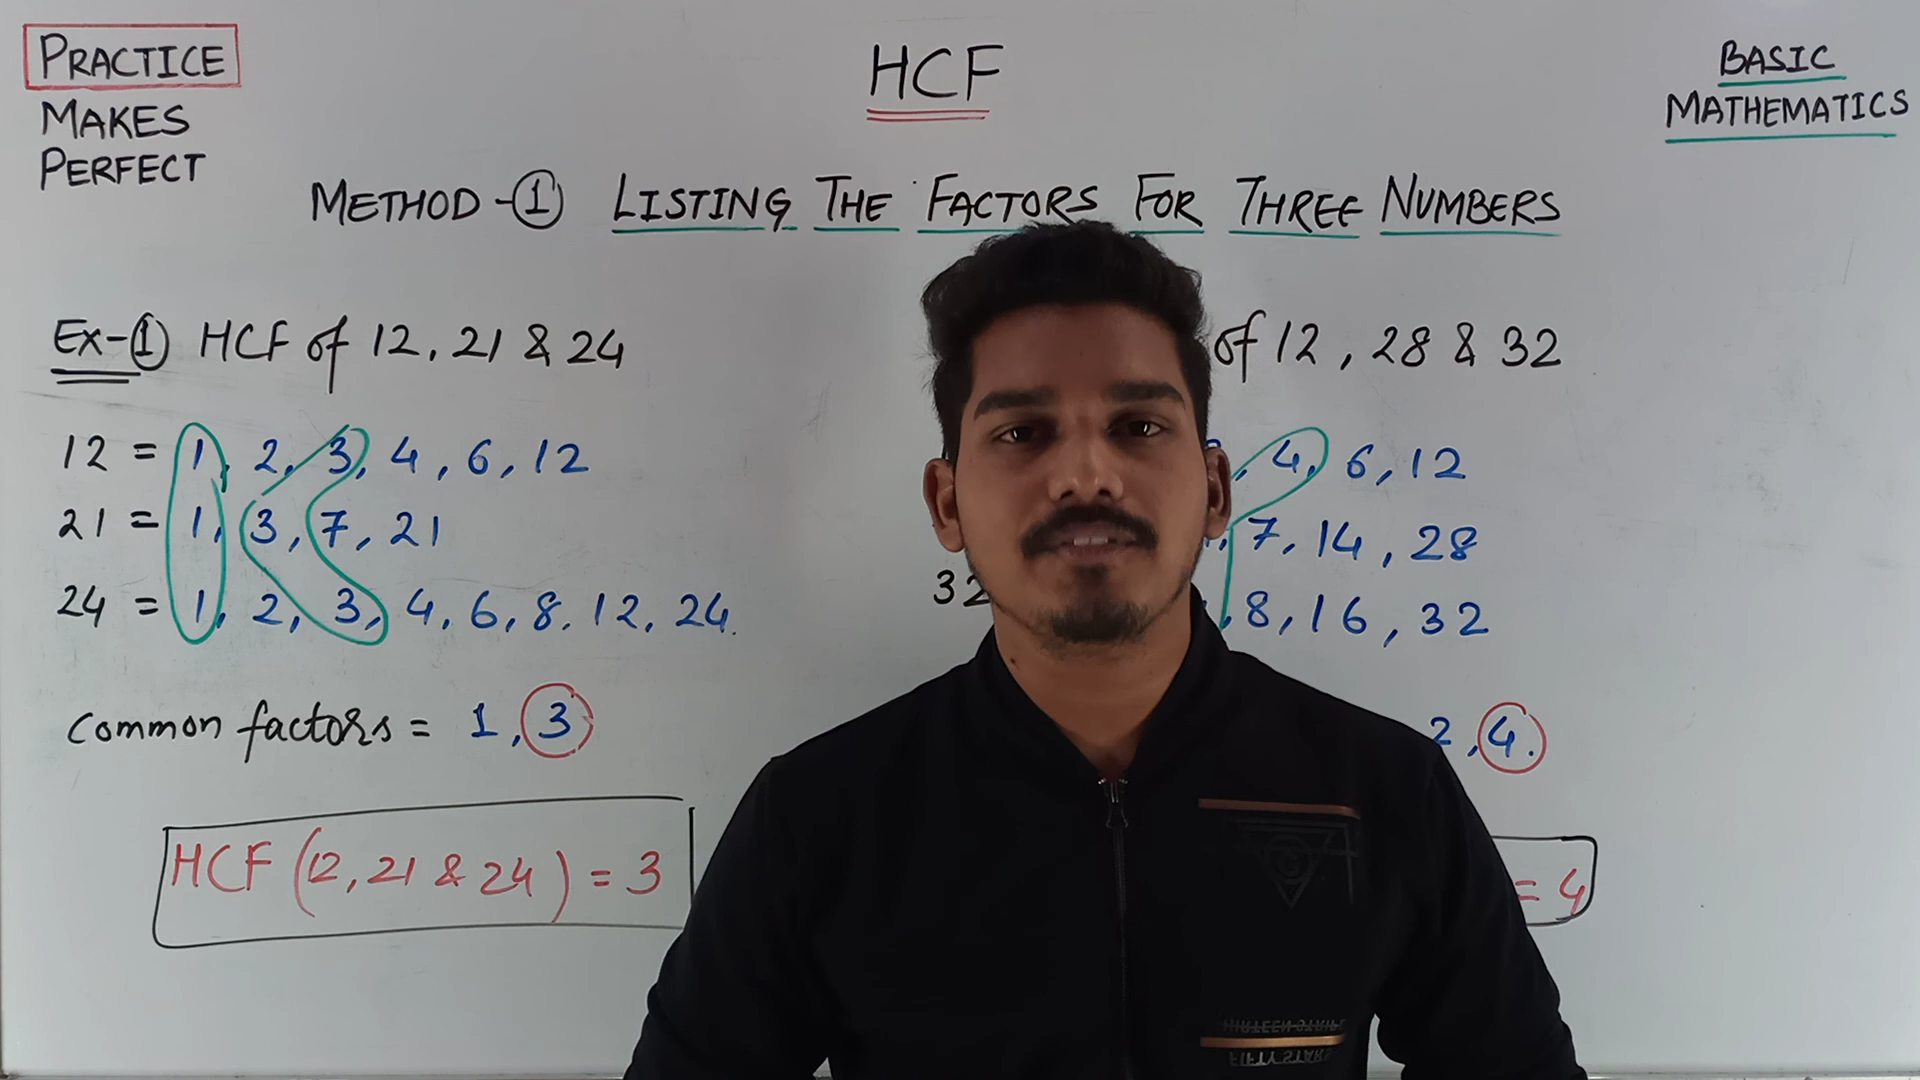 PRACTICE
MAKES
PERFECT
HCF
BASIC
MATHEMATICS
METHOD-① LISTING THE FACTORS FOR THREE NUMBERS
Ex-① HCF of 12, 21 & 24
12 = 1, 2, 3, 4, 6, 12
21 = 1, 3, 7, 21
24 = 1, 2, 3, 4, 6, 8, 12, 24.
Common factors = 1, 3
HCF (12, 21 & 24) = 3
of 12, 28 & 32
, 4, 6, 12
, 7, 14, 28
32
, 8, 16, 32
2, 4.
= 4
FIFTY STARS